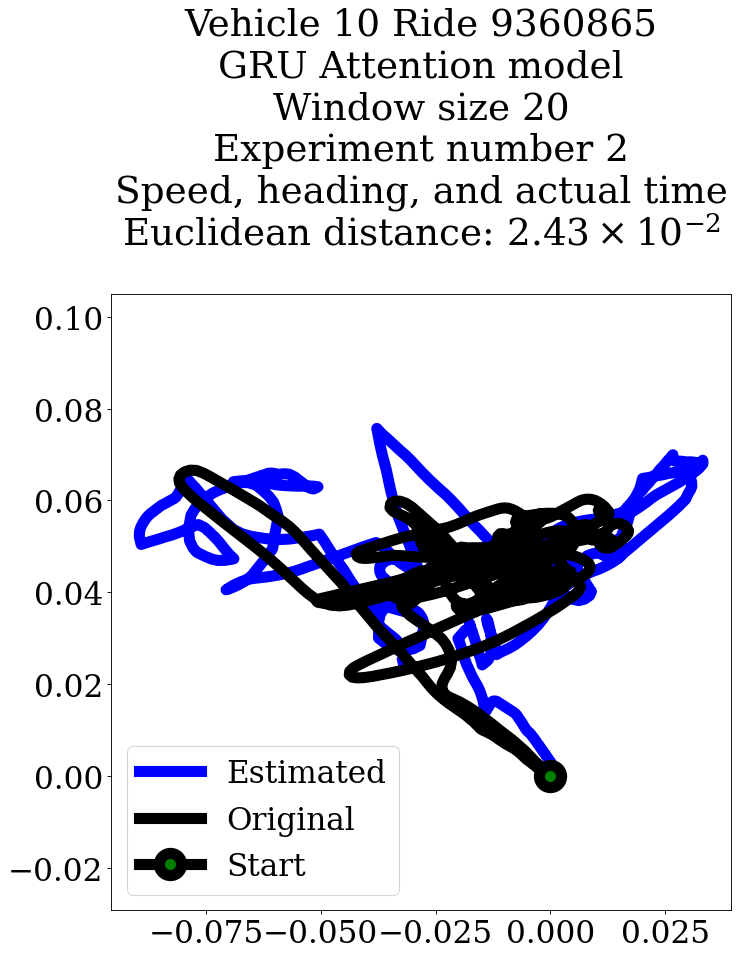 Vehicle 10 Ride 9360865
GRU Attention model
Window size 20
Experiment number 2
Speed, heading, and actual time
Euclidean distance: 2.43 × 10⁻²
0.10
0.08
0.06
0.04
0.02
0.00
−0.02
Estimated
Original
Start
−0.075 −0.050 −0.025 0.000 0.025